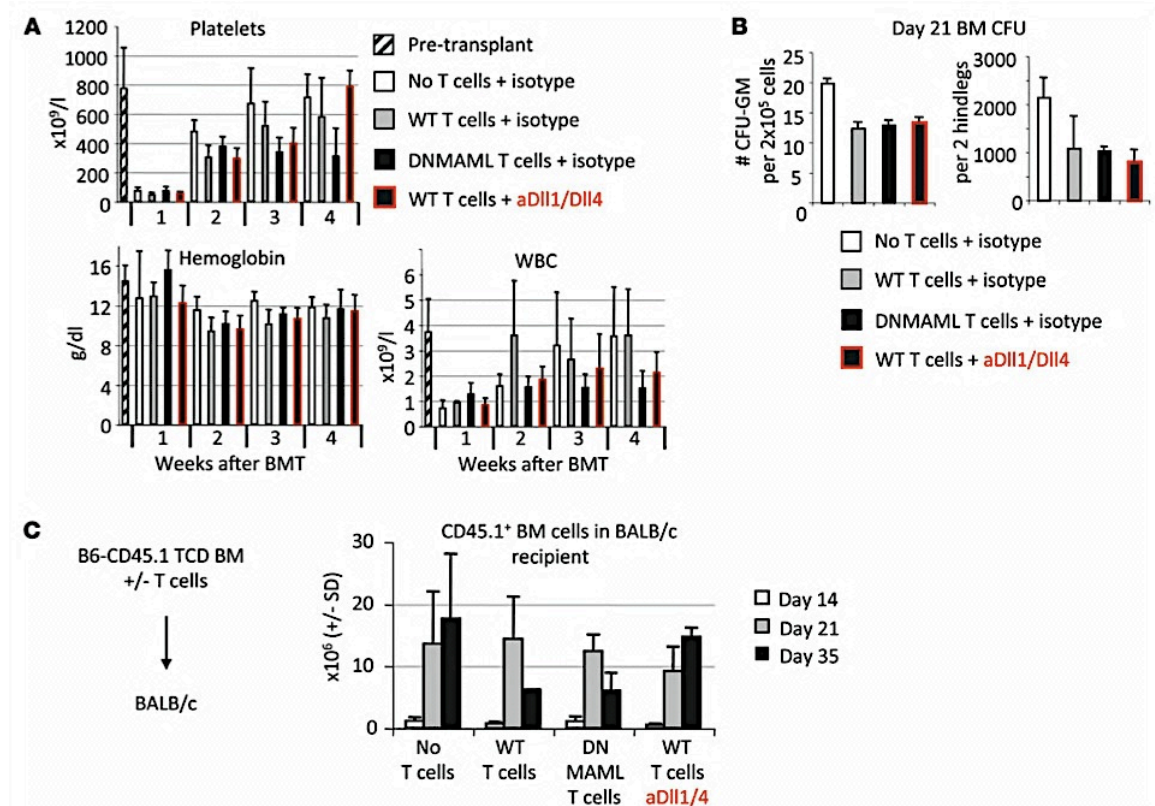 A
Platelets
1200
1000
800
600
400
200
0
x10⁹/l
1 2 3 4
Pre-transplant
No T cells + isotype
WT T cells + isotype
DNMAML T cells + isotype
WT T cells + aDll1/Dll4
Hemoglobin
16
12
8
4
0
g/dl
1 2 3 4
Weeks after BMT
WBC
6
5
4
3
2
1
0
x10⁹/l
1 2 3 4
Weeks after BMT
B
Day 21 BM CFU
# CFU-GM
per 2x10⁵ cells
25
20
15
10
5
0
per 2 hindlegs
3000
2000
1000
0
No T cells + isotype
WT T cells + isotype
DNMAML T cells + isotype
WT T cells + aDll1/Dll4
C
B6-CD45.1 TCD BM
+/- T cells
BALB/c
CD45.1⁺ BM cells in BALB/c
recipient
x10⁶ (+/- SD)
30
20
10
0
No
T cells
WT
T cells
DN
MAML
T cells
WT
T cells
aDll1/4
Day 14
Day 21
Day 35